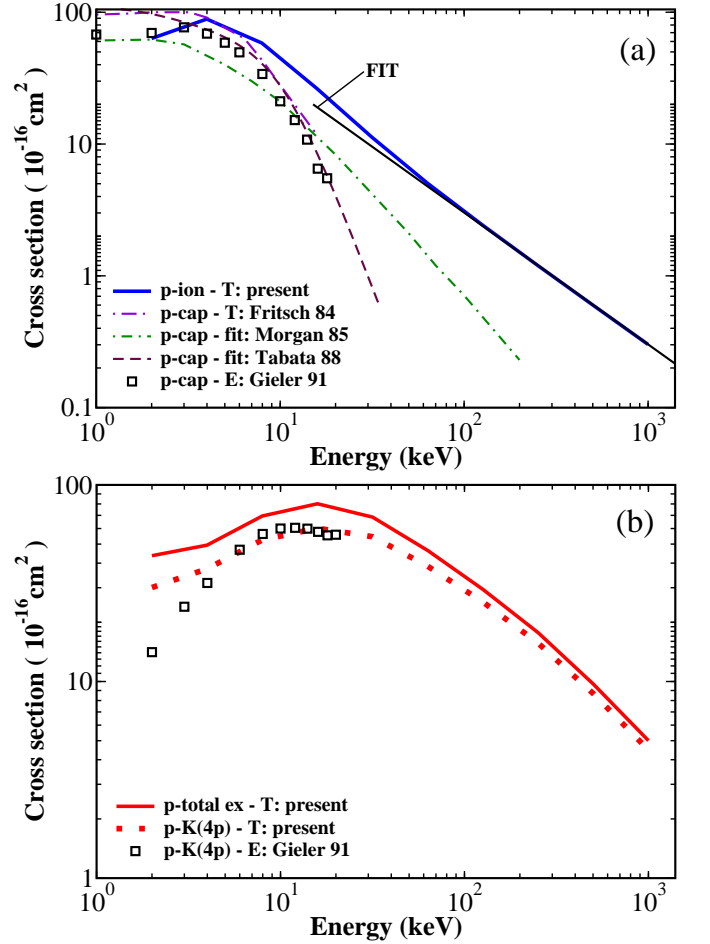 100
10
1
0.1
Cross section ( 10^-16 cm^2 )
(a)
FIT
p-ion - T: present
p-cap - T: Fritsch 84
p-cap - fit: Morgan 85
p-cap - fit: Tabata 88
p-cap - E: Gieler 91
10^0 10^1 10^2 10^3
Energy (keV)
100
10
1
Cross section ( 10^-16 cm^2 )
(b)
p-total ex - T: present
p-K(4p) - T: present
p-K(4p) - E: Gieler 91
10^0 10^1 10^2 10^3
Energy (keV)